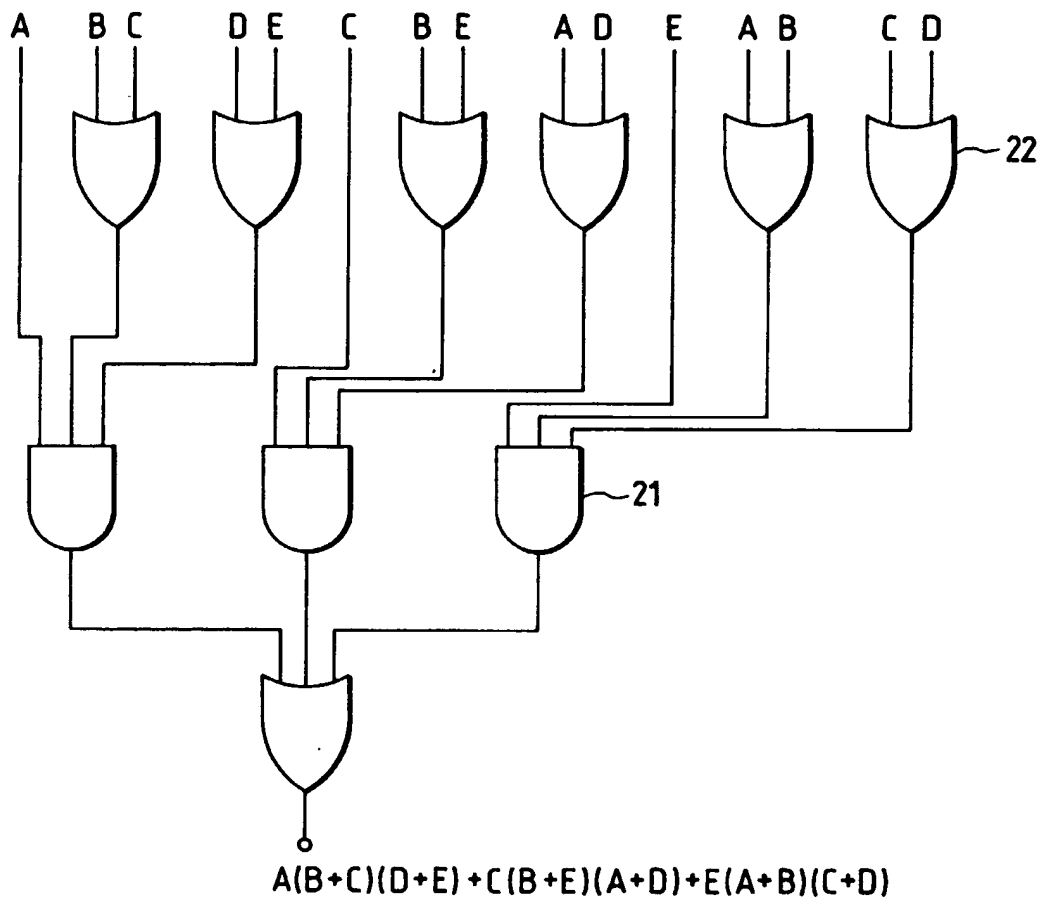 A B C D E C B E A D E A B C D
22
21
A(B+C)(D+E)+C(B+E)(A+D)+E(A+B)(C+D)